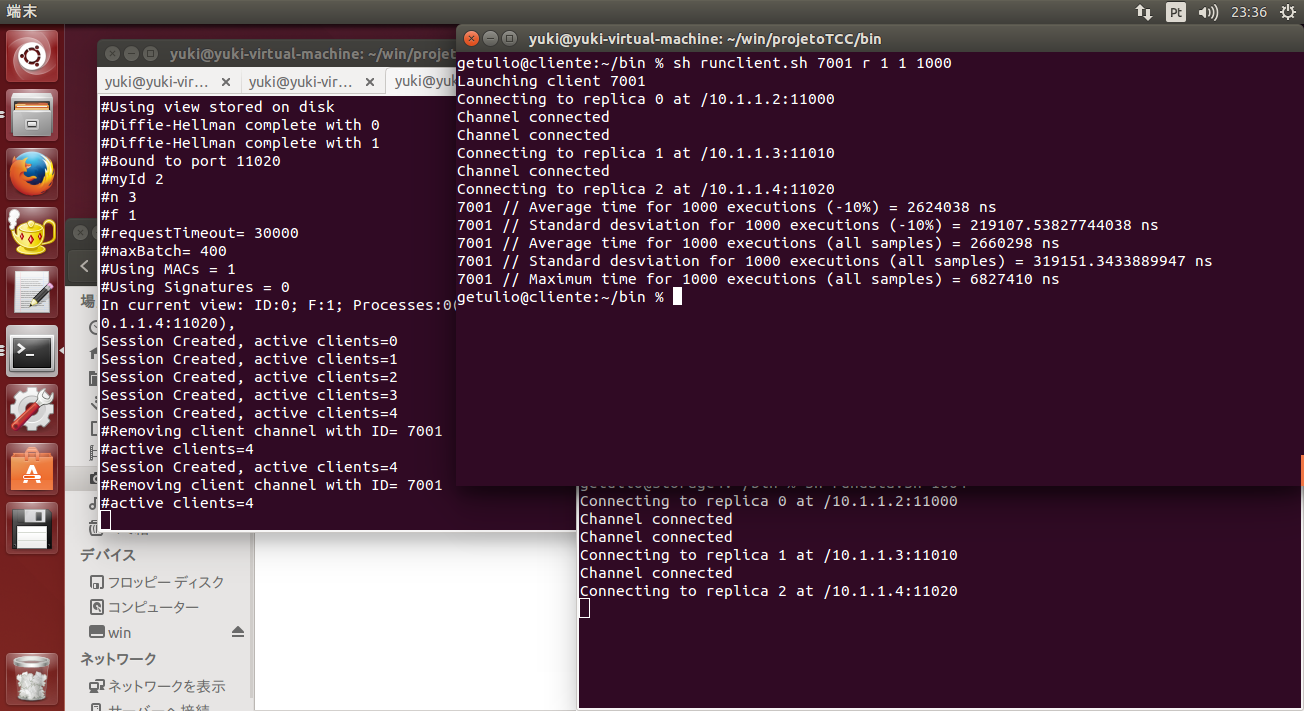 端末
Pt
23:36
yuki@yuki-virtual-machine: ~/win/projet
yuki@yuki-vir...
yuki@yuki-vir...
yuki@yu
#Using view stored on disk
#Diffie-Hellman complete with 0
#Diffie-Hellman complete with 1
#Bound to port 11020
#myId 2
#n 3
#f 1
#requestTimeout= 30000
#maxBatch= 400
#Using MACs = 1
#Using Signatures = 0
In current view: ID:0; F:1; Processes:0(
0.1.1.4:11020),
Session Created, active clients=0
Session Created, active clients=1
Session Created, active clients=2
Session Created, active clients=3
Session Created, active clients=4
#Removing client channel with ID= 7001
#active clients=4
Session Created, active clients=4
#Removing client channel with ID= 7001
#active clients=4
yuki@yuki-virtual-machine: ~/win/projetoTCC/bin
getulio@cliente:~/bin % sh runclient.sh 7001 r 1 1 1000
Launching client 7001
Connecting to replica 0 at /10.1.1.2:11000
Channel connected
Channel connected
Connecting to replica 1 at /10.1.1.3:11010
Channel connected
Connecting to replica 2 at /10.1.1.4:11020
7001 // Average time for 1000 executions (-10%) = 2624038 ns
7001 // Standard desviation for 1000 executions (-10%) = 219107.53827744038 ns
7001 // Average time for 1000 executions (all samples) = 2660298 ns
7001 // Standard desviation for 1000 executions (all samples) = 319151.3433889947 ns
7001 // Maximum time for 1000 executions (all samples) = 6827410 ns
getulio@cliente:~/bin %
Connecting to replica 0 at /10.1.1.2:11000
Channel connected
Channel connected
Connecting to replica 1 at /10.1.1.3:11010
Channel connected
Connecting to replica 2 at /10.1.1.4:11020
場
デバイス
フロッピー ディスク
コンピューター
win
ネットワーク
ネットワークを表示
サーバーへ接続